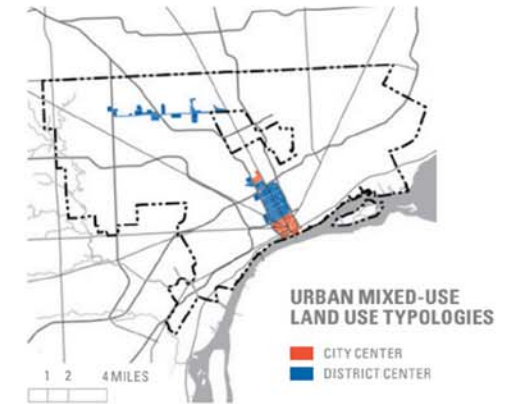 URBAN MIXED-USE
LAND USE TYPOLOGIES
CITY CENTER
DISTRICT CENTER
1 2 4 MILES